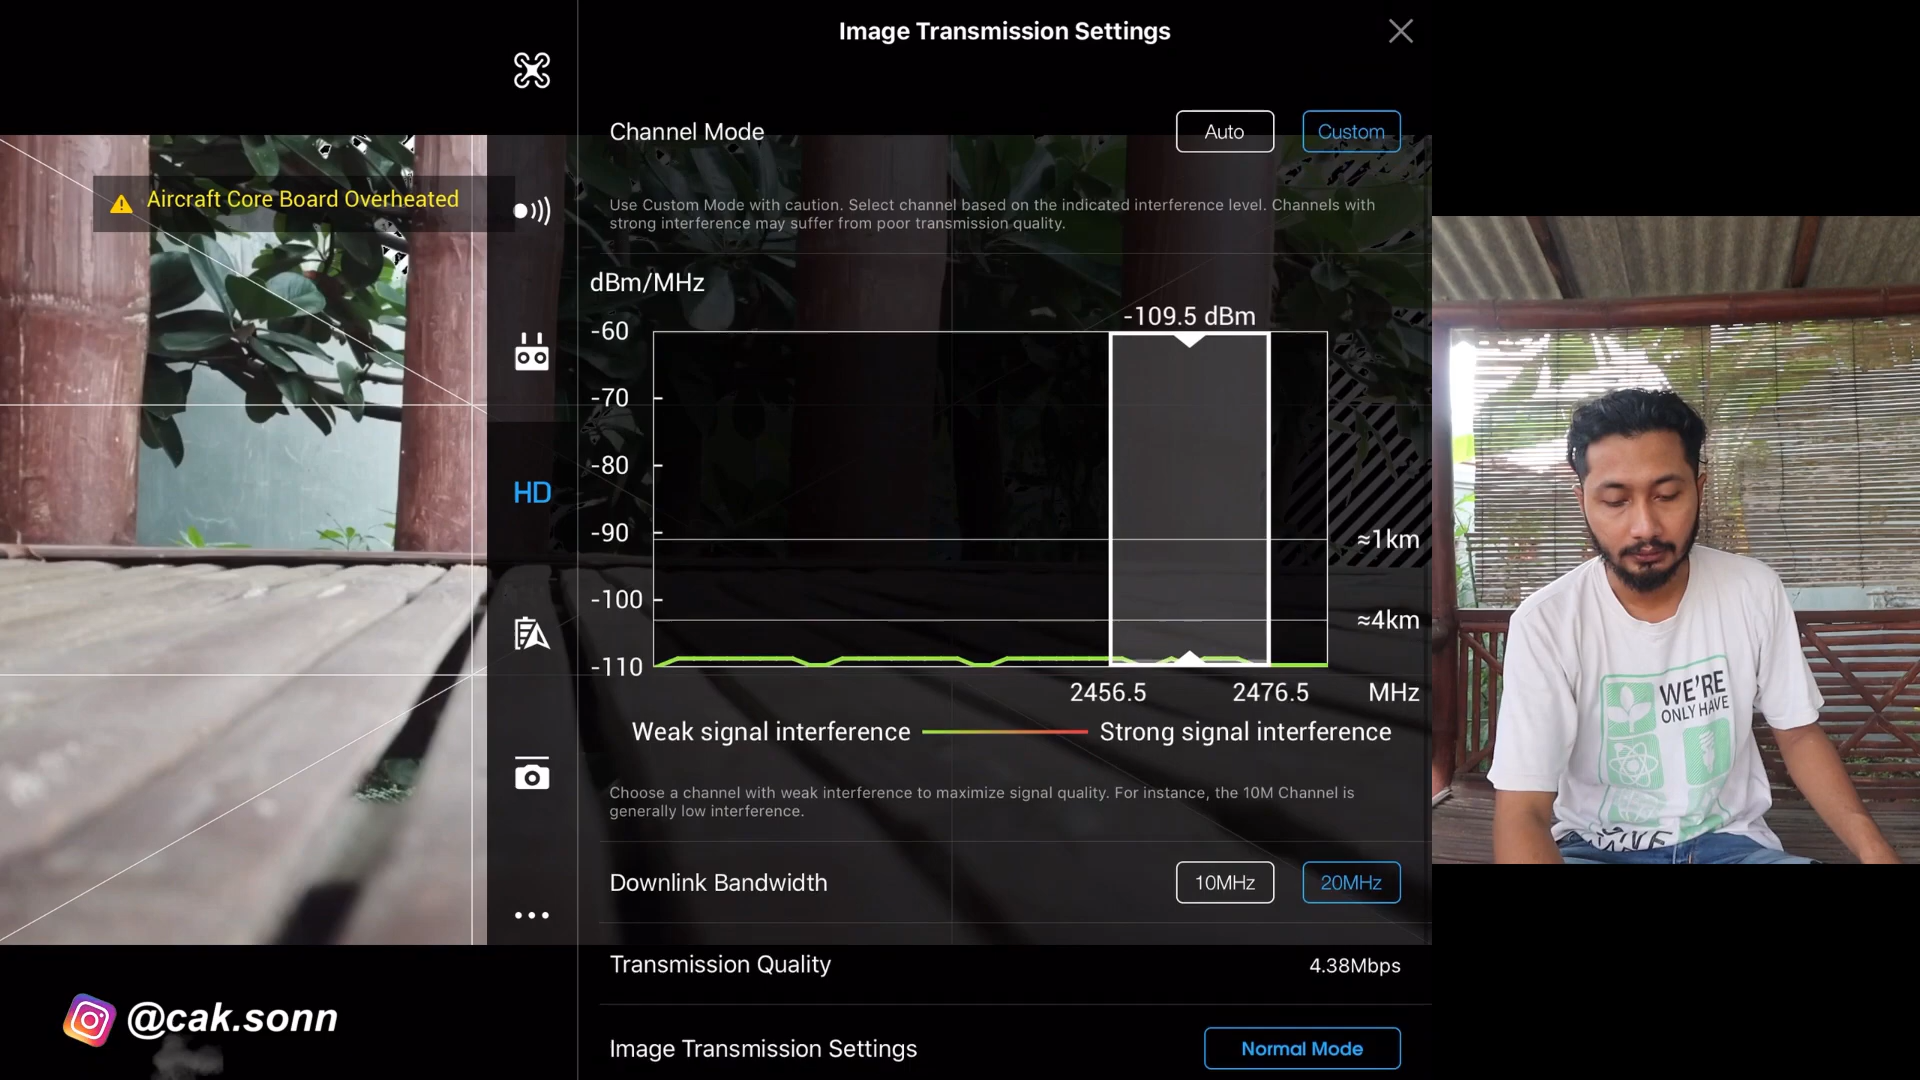 Image Transmission Settings
Channel Mode
Auto
Custom
Aircraft Core Board Overheated
Use Custom Mode with caution. Select channel based on the indicated interference level. Channels with
strong interference may suffer from poor transmission quality.
dBm/MHz
-109.5 dBm
-60
-70
-80
-90
≈1km
HD
-100
≈4km
-110
2456.5
2476.5
MHz
Weak signal interference
Strong signal interference
Choose a channel with weak interference to maximize signal quality. For instance, the 10M Channel is
generally low interference.
Downlink Bandwidth
10MHz
20MHz
Transmission Quality
4.38Mbps
Image Transmission Settings
Normal Mode
@cak.sonn
WE'RE
ONLY HAVE